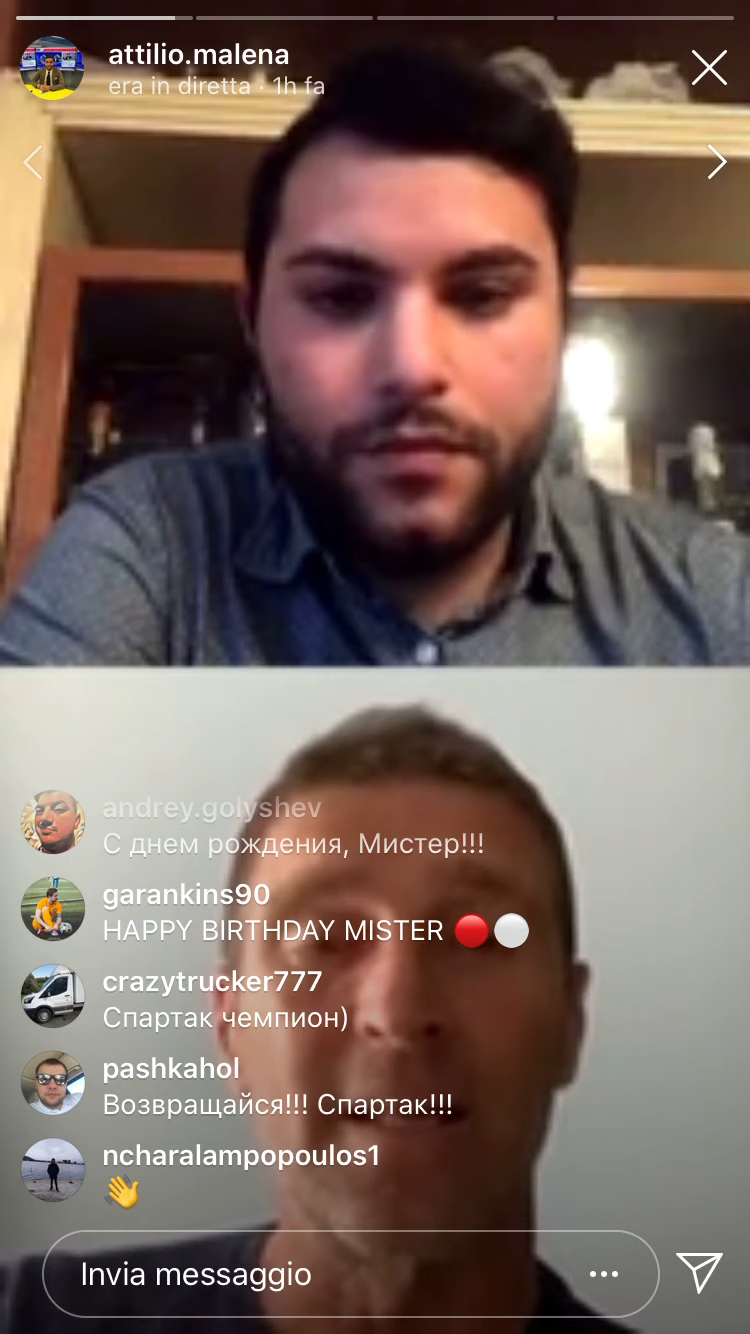 attilio.malena
era in diretta · 1h fa
andrey.golyshev
С днем рождения, Мистер!!!
garankins90
HAPPY BIRTHDAY MISTER 🔴⚪
crazytrucker777
Спартак чемпион)
pashkahol
Возвращайся!!! Спартак!!!
ncharalampopoulos1
👋
Invia messaggio